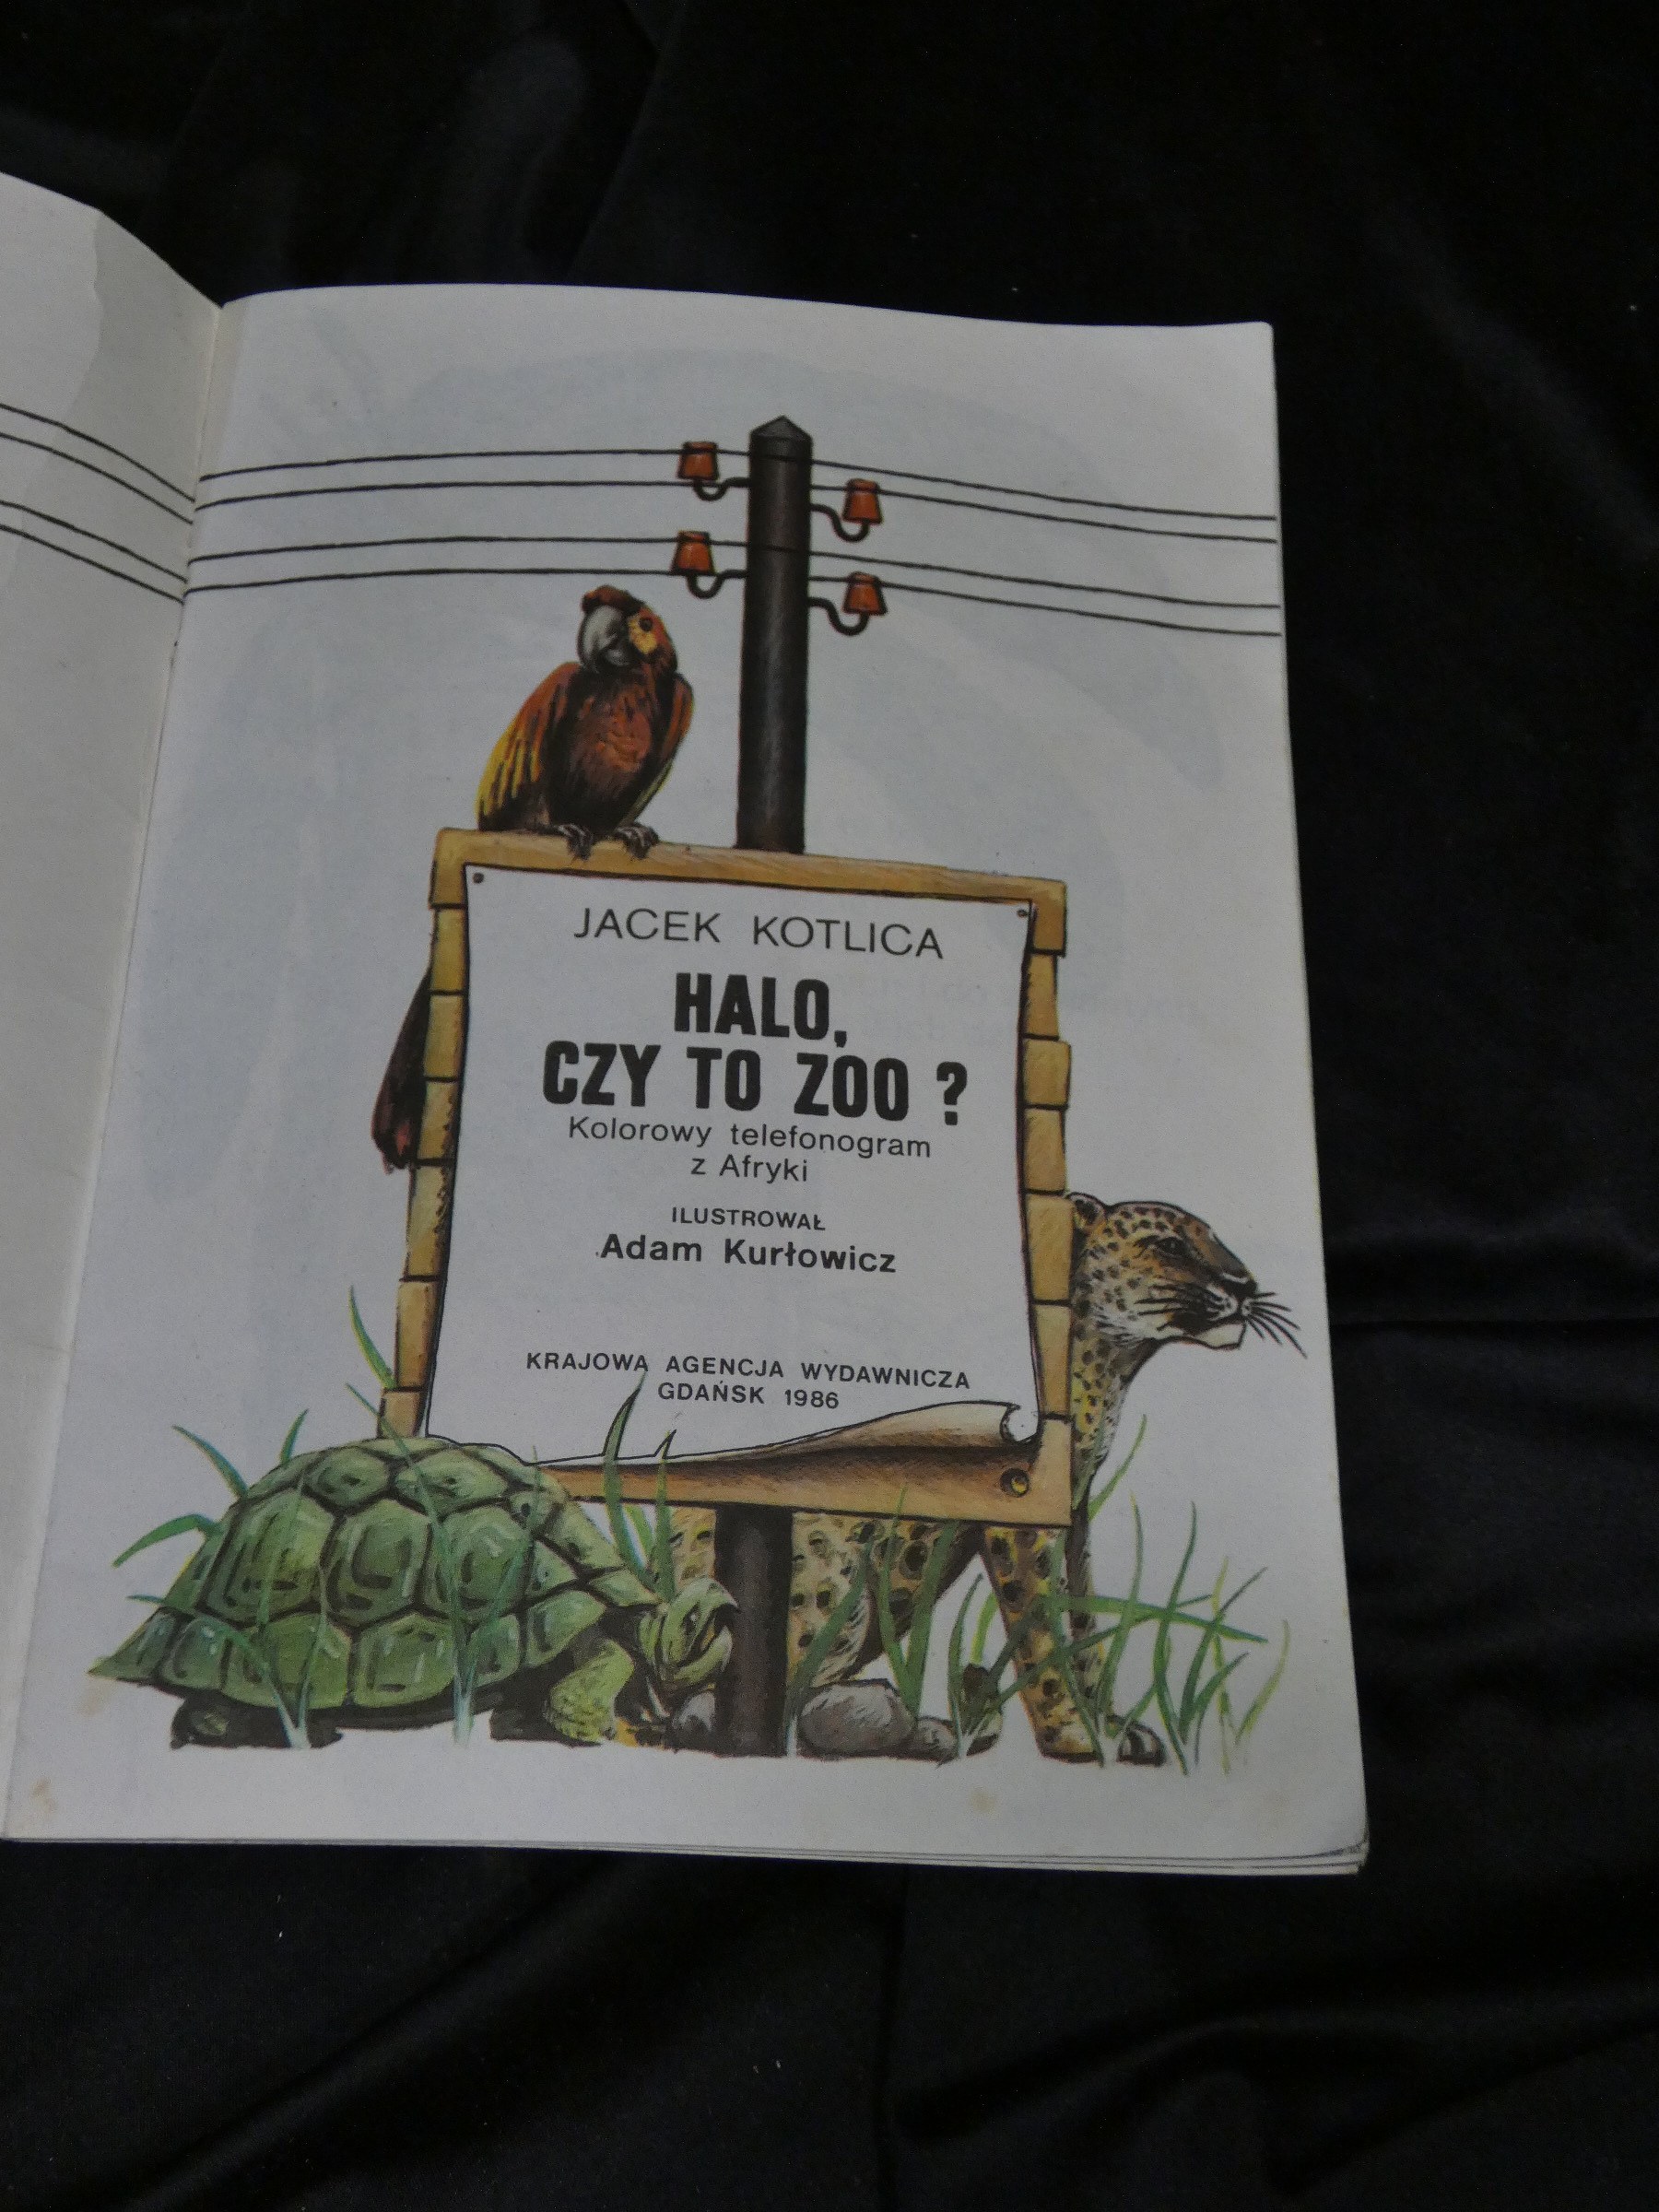 JACEK KOTLICA
HALO,
CZY TO ZOO ?
Kolorowy telefonogram
z Afryki
ILUSTROWAŁ
Adam Kurłowicz
KRAJOWA AGENCJA WYDAWNICZA
GDAŃSK 1986